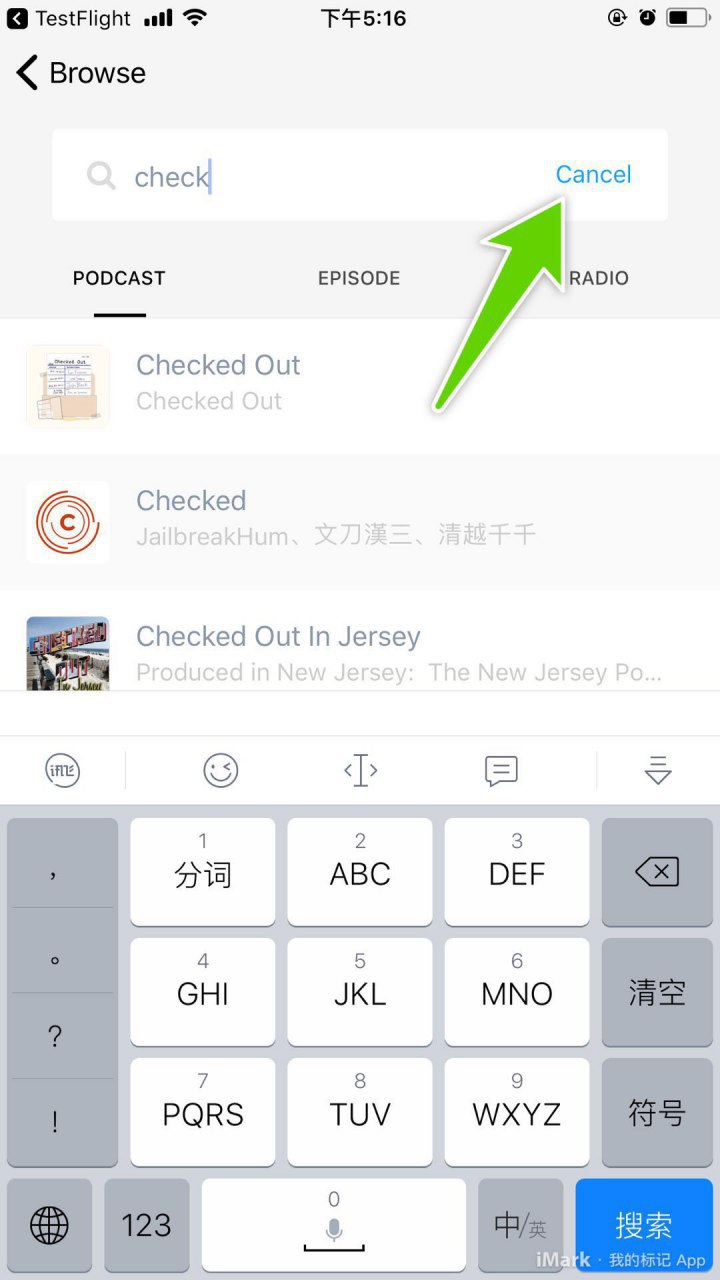 TestFlight
下午5:16
Browse
check
Cancel
PODCAST
EPISODE
RADIO
Checked Out
Checked Out
Checked Out
C
Checked
JailbreakHum、文刀漢三、清越千千
CHECKED
OUT
In Jersey
Checked Out In Jersey
Produced in New Jersey: The New Jersey Po...
,
。
?
!
1
分词
2
ABC
3
DEF
4
GHI
5
JKL
6
MNO
清空
7
PQRS
8
TUV
9
WXYZ
符号
123
0
中/英
搜索
iMark · 我的标记 App